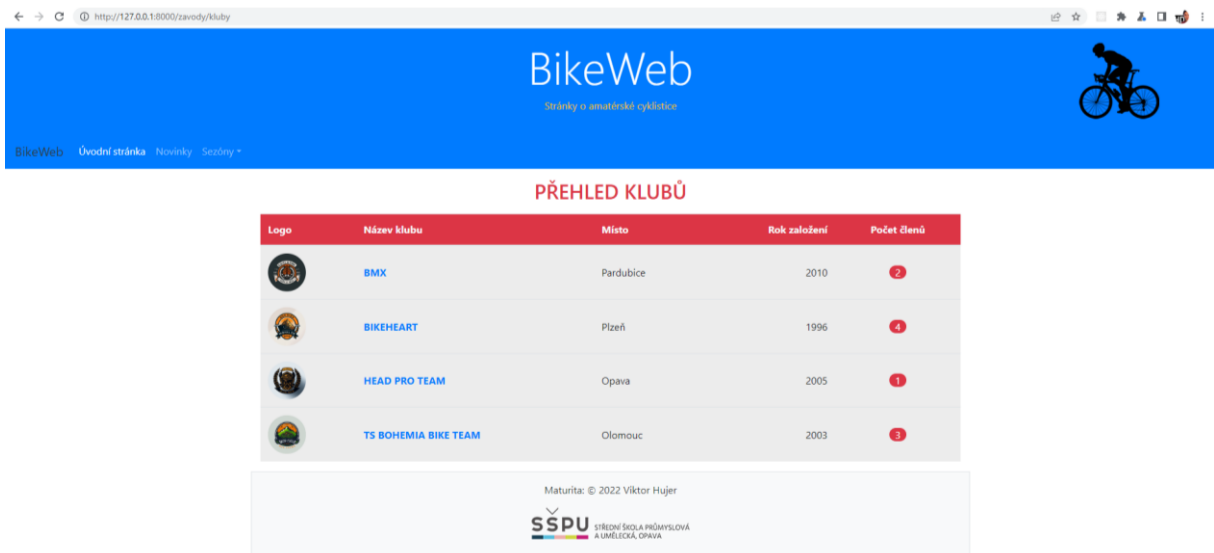 http://127.0.0.1:8000/zavody/kluby
BikeWeb
Stránky o amatérské cyklistice
BikeWeb Úvodní stránka Novinky Sezóny
PŘEHLED KLUBŮ
Logo Název klubu Místo Rok založení Počet členů
BMX Pardubice 2010 2
BIKEHEART Plzeň 1996 4
HEAD PRO TEAM Opava 2005 1
TS BOHEMIA BIKE TEAM Olomouc 2003 3
Maturita: © 2022 Viktor Hujer
SŠPU STŘEDNÍ ŠKOLA PRŮMYSLOVÁ
A UMĚLECKÁ, OPAVA